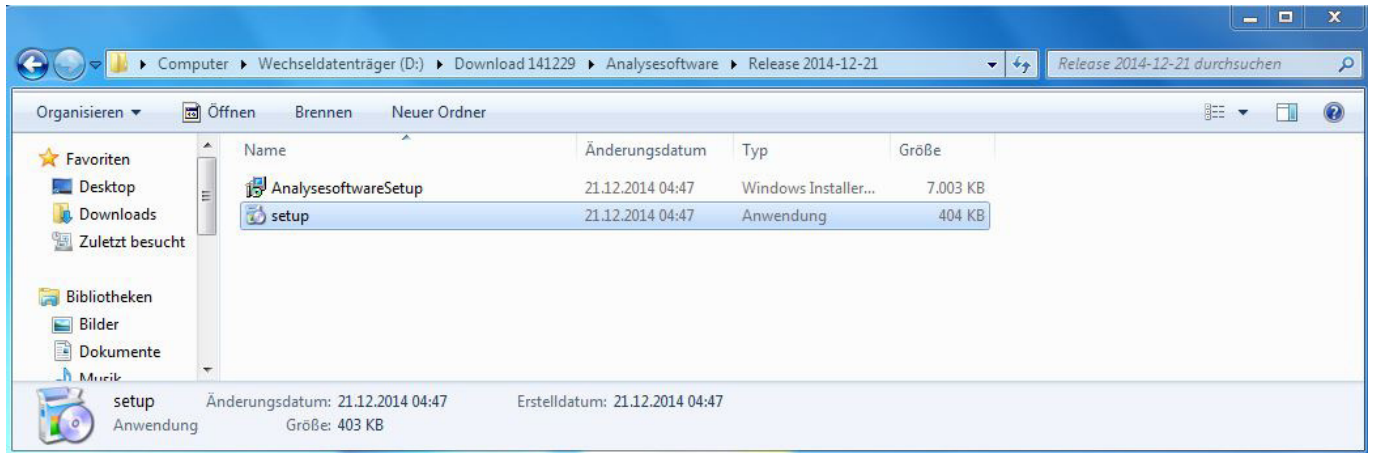 Computer ▸ Wechseldatenträger (D:) ▸ Download 141229 ▸ Analysesoftware ▸ Release 2014-12-21 Release 2014-12-21 durchsuchen
Organisieren Öffnen Brennen Neuer Ordner
Name Änderungsdatum Typ Größe
Favoriten
Desktop
Downloads
Zuletzt besucht
Bibliotheken
Bilder
Dokumente
Musik
AnalysesoftwareSetup 21.12.2014 04:47 Windows Installer... 7.003 KB
setup 21.12.2014 04:47 Anwendung 404 KB
setup Änderungsdatum: 21.12.2014 04:47 Erstelldatum: 21.12.2014 04:47
Anwendung Größe: 403 KB